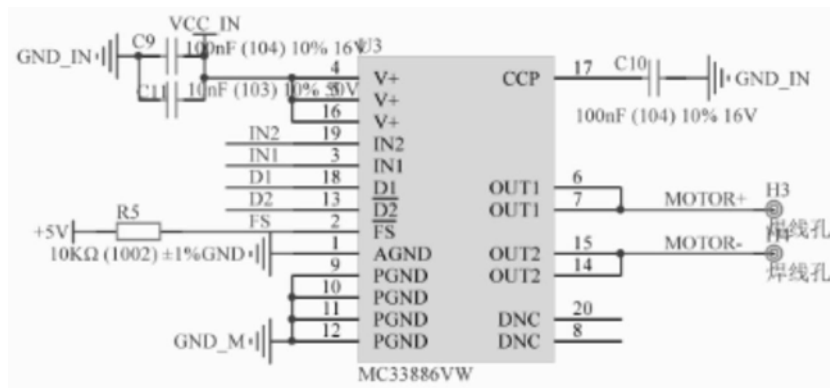 VCC_IN
C9
100nF (104) 10% 16V
U3
GND_IN
4
V+
CCP
17
C10
GND_IN
C11
10nF (103) 10% 50V
5
V+
16
V+
100nF (104) 10% 16V
IN2
19
IN2
IN1
3
IN1
D1
18
D1
OUT1
6
D2
13
D2
OUT1
7
MOTOR+
H3
焊线孔
+5V
R5
FS
2
FS
10KΩ (1002) ±1%
GND
1
AGND
OUT2
15
MOTOR-
H4
焊线孔
9
PGND
OUT2
14
10
PGND
11
PGND
DNC
20
GND_M
12
PGND
DNC
8
MC33886VW